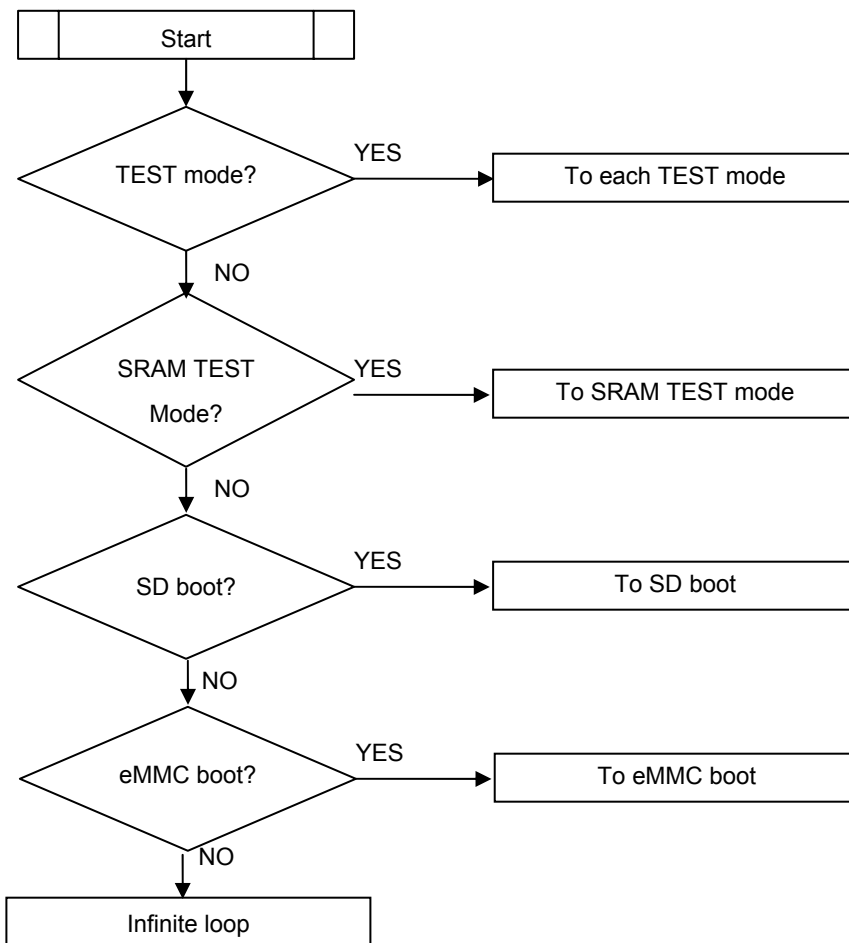 Start
TEST mode?
YES
To each TEST mode
NO
SRAM TEST
Mode?
YES
To SRAM TEST mode
NO
SD boot?
YES
To SD boot
NO
eMMC boot?
YES
To eMMC boot
NO
Infinite loop